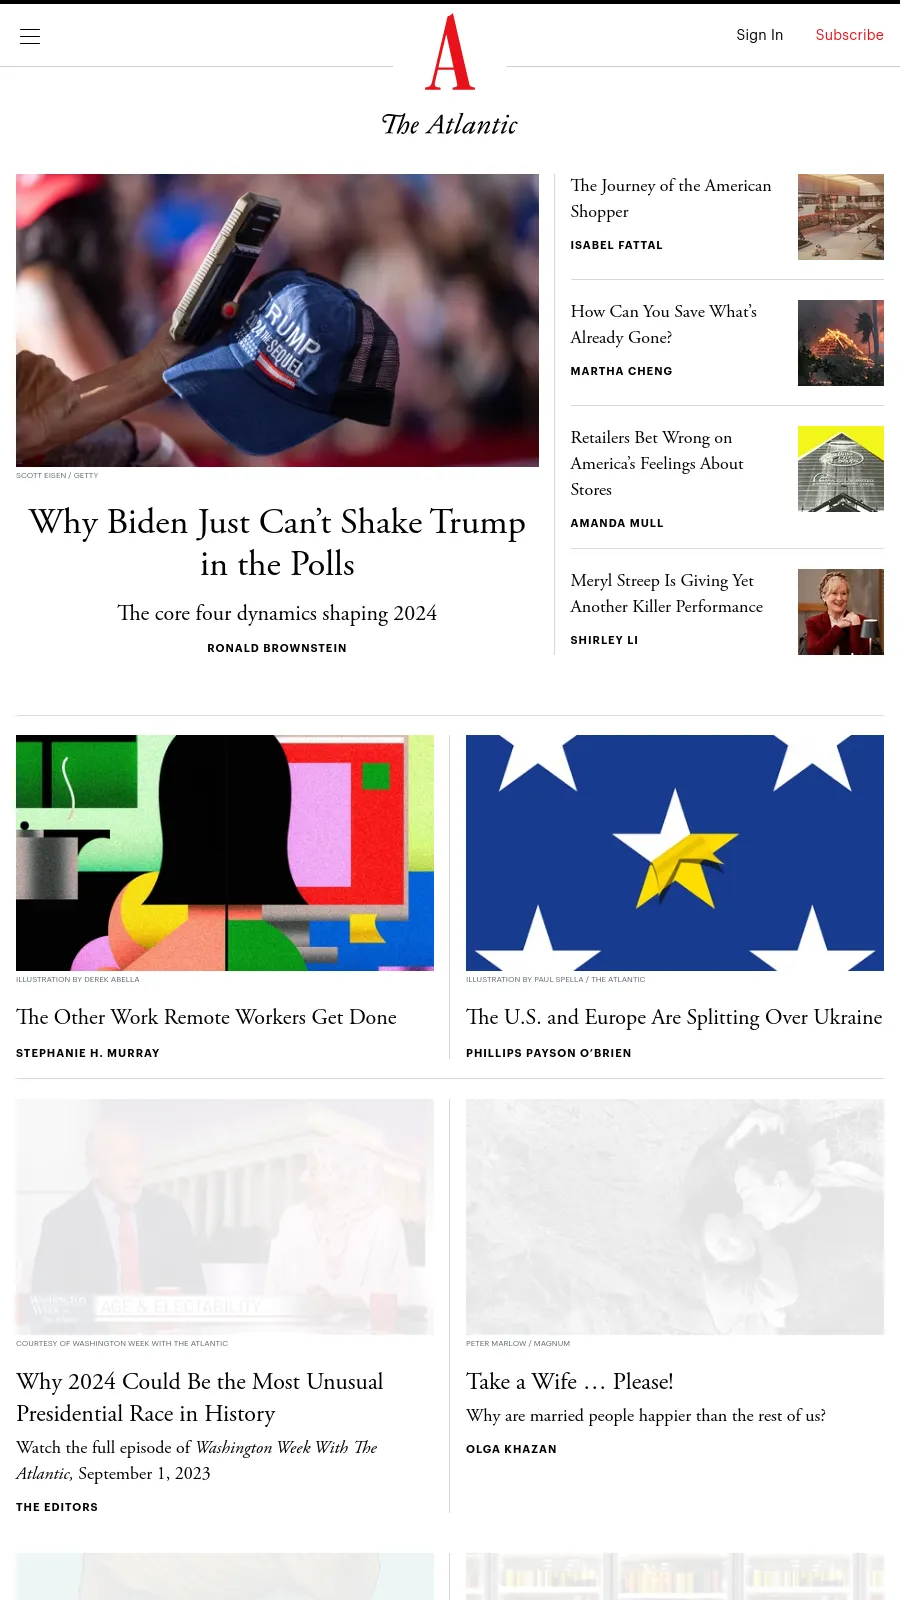 Sign In
Subscribe
A
The Atlantic
TRUMP
2024 THE SEQUEL
SCOTT EISEN / GETTY
Why Biden Just Can’t Shake Trump
in the Polls
The core four dynamics shaping 2024
RONALD BROWNSTEIN
The Journey of the American
Shopper
ISABEL FATTAL
How Can You Save What’s
Already Gone?
MARTHA CHENG
Retailers Bet Wrong on
America’s Feelings About
Stores
AMANDA MULL
Meryl Streep Is Giving Yet
Another Killer Performance
SHIRLEY LI
ILLUSTRATION BY DEREK ABELLA
The Other Work Remote Workers Get Done
STEPHANIE H. MURRAY
ILLUSTRATION BY PAUL SPELLA / THE ATLANTIC
The U.S. and Europe Are Splitting Over Ukraine
PHILLIPS PAYSON O’BRIEN
WASHINGTON
WEEK
AGE & ELECTABILITY
COURTESY OF WASHINGTON WEEK WITH THE ATLANTIC
Why 2024 Could Be the Most Unusual
Presidential Race in History
Watch the full episode of Washington Week With The
Atlantic, September 1, 2023
THE EDITORS
PETER MARLOW / MAGNUM
Take a Wife … Please!
Why are married people happier than the rest of us?
OLGA KHAZAN